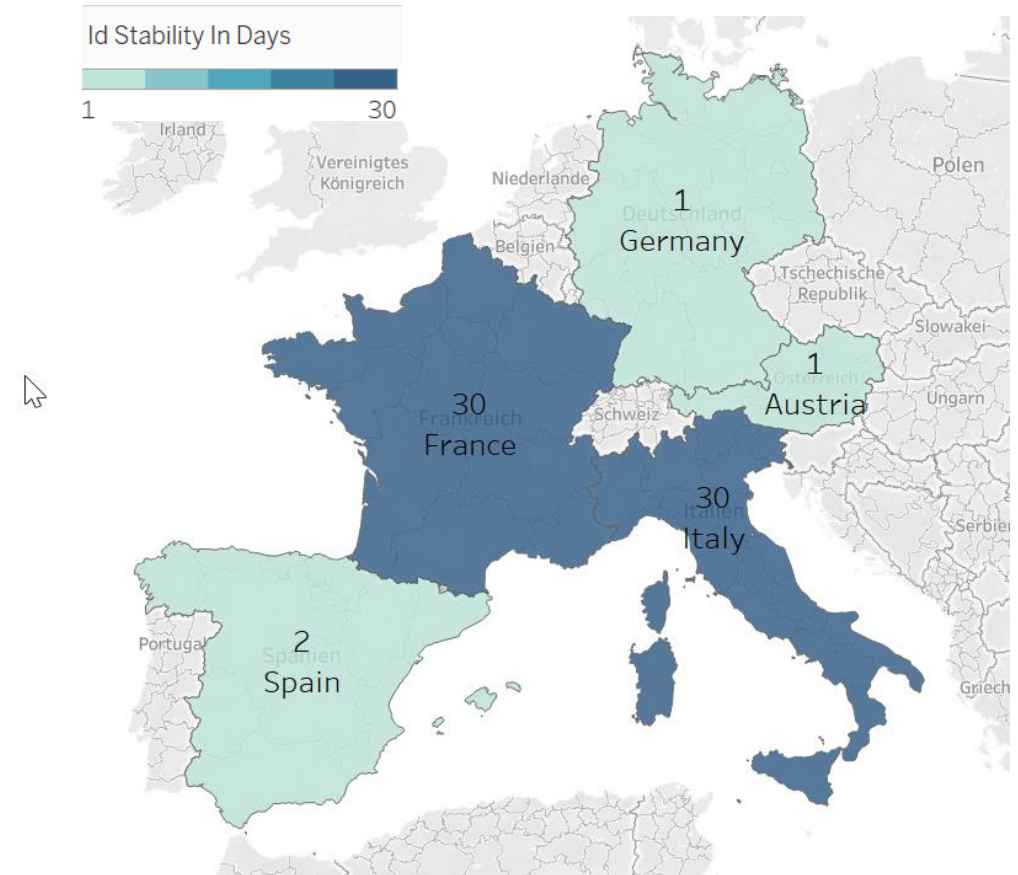 Id Stability In Days
1
30
Irland
Vereinigtes
Königreich
Niederlande
Polen
1
Deutschland
Germany
Belgien
Tschechische
Republik
Slowakei
1
Österreich
Austria
Ungarn
30
Frankreich
France
Schweiz
30
Italien
Italy
Serbien
2
Portugal
Spanien
Spain
Griech